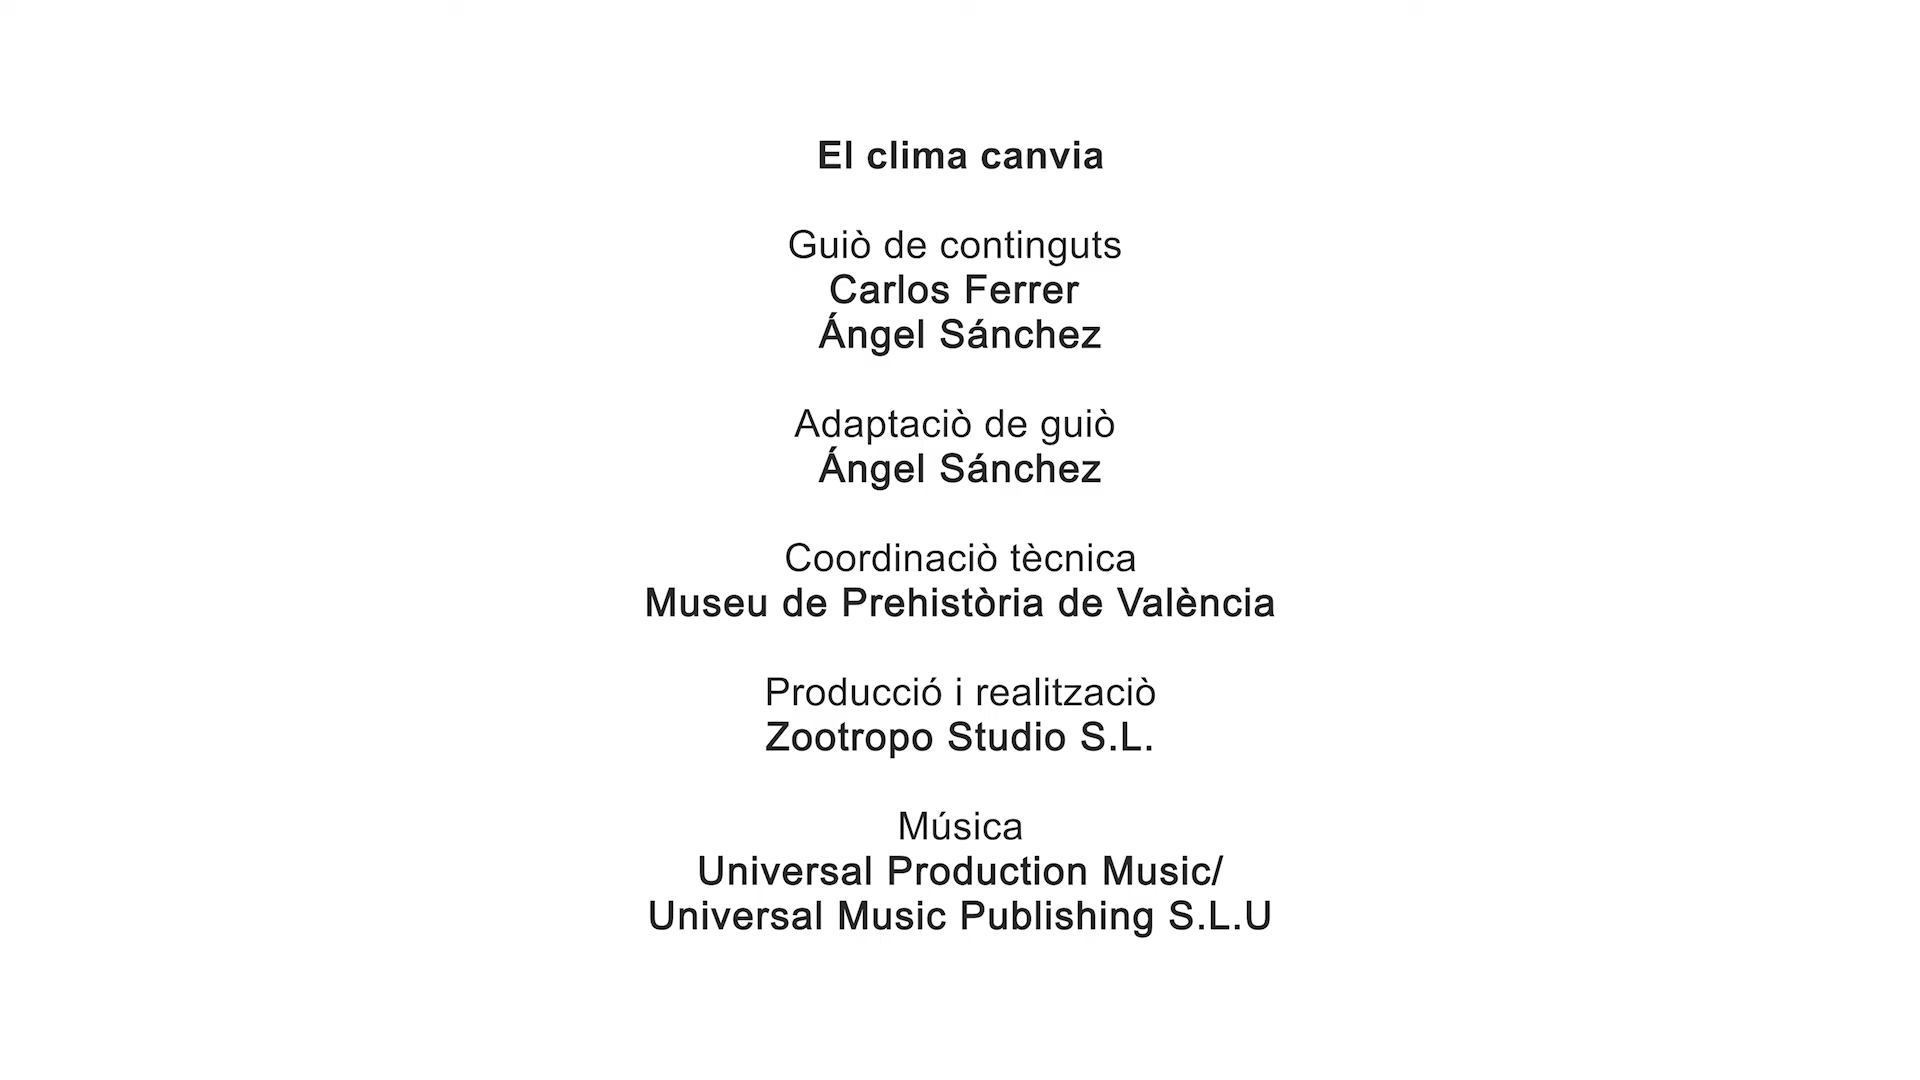 El clima canvia
Guiò de continguts
Carlos Ferrer
Ángel Sánchez
Adaptaciò de guiò
Ángel Sánchez
Coordinaciò tècnica
Museu de Prehistòria de València
Producció i realitzaciò
Zootropo Studio S.L.
Música
Universal Production Music/
Universal Music Publishing S.L.U